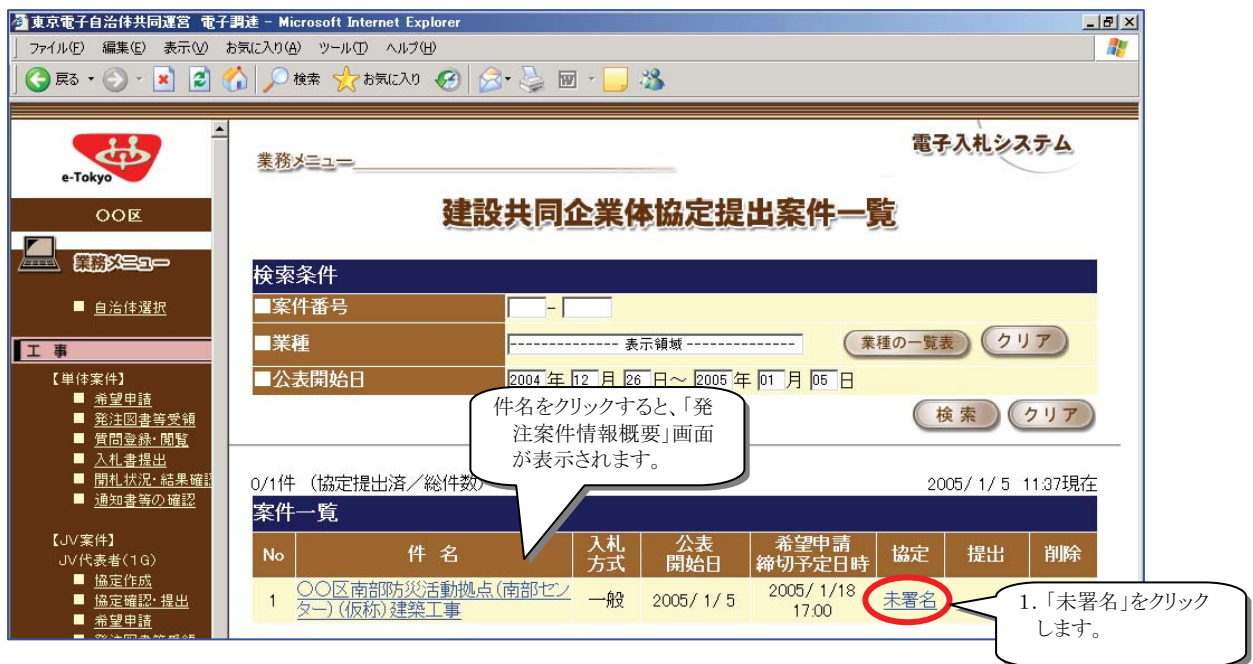 東京電子自治体共同運営 電子調達 - Microsoft Internet Explorer
ファイル(F) 編集(E) 表示(V) お気に入り(A) ツール(T) ヘルプ(H)
戻る 検索 お気に入り
e-Tokyo
〇〇区
業務メニュー
■ 自治体選択
工 事
【単体案件】
■ 希望申請
■ 発注図書等受領
■ 質問登録・閲覧
■ 入札書提出
■ 開札状況・結果確認
■ 通知書等の確認
【JV案件】
JV代表者(1G)
■ 協定作成
■ 協定確認・提出
■ 希望申請
業務メニュー
電子入札システム
建設共同企業体協定提出案件一覧
検索条件
■案件番号 -
■業種 -------------- 表示領域 -------------- 業種の一覧表 クリア
■公表開始日 2004 年 12 月 26 日～ 2005 年 01 月 05 日
検 索 クリア
件名をクリックすると、「発
注案件情報概要」画面
が表示されます。
0/1件 (協定提出済／総件数) 2005/ 1/ 5 11:37現在
案件一覧
No 件 名 入札方式 公表開始日 希望申請締切予定日時 協定 提出 削除
1 〇〇区南部防災活動拠点(南部セン
ター)(仮称)建築工事 一般 2005/ 1/ 5 2005/ 1/18 17:00 未署名
1．「未署名」をクリック
します。